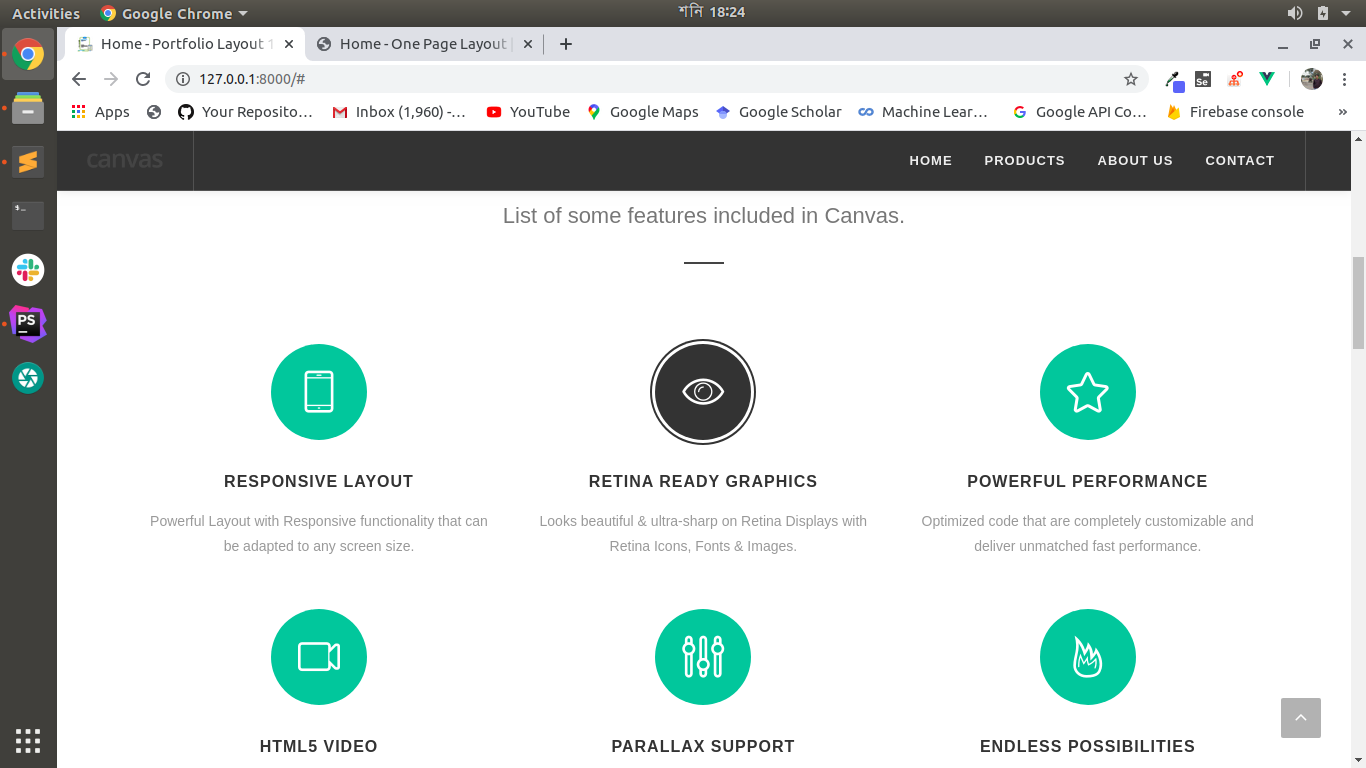 Activities
Google Chrome
শনি 18:24
Home - Portfolio Layout 1
Home - One Page Layout |
127.0.0.1:8000/#
Apps
Your Reposito…
Inbox (1,960) -…
YouTube
Google Maps
Google Scholar
Machine Lear…
Google API Co…
Firebase console
»
$_
PS
Se
canvas
HOME
PRODUCTS
ABOUT US
CONTACT
List of some features included in Canvas.
RESPONSIVE LAYOUT
Powerful Layout with Responsive functionality that can
be adapted to any screen size.
RETINA READY GRAPHICS
Looks beautiful & ultra-sharp on Retina Displays with
Retina Icons, Fonts & Images.
POWERFUL PERFORMANCE
Optimized code that are completely customizable and
deliver unmatched fast performance.
HTML5 VIDEO
PARALLAX SUPPORT
ENDLESS POSSIBILITIES